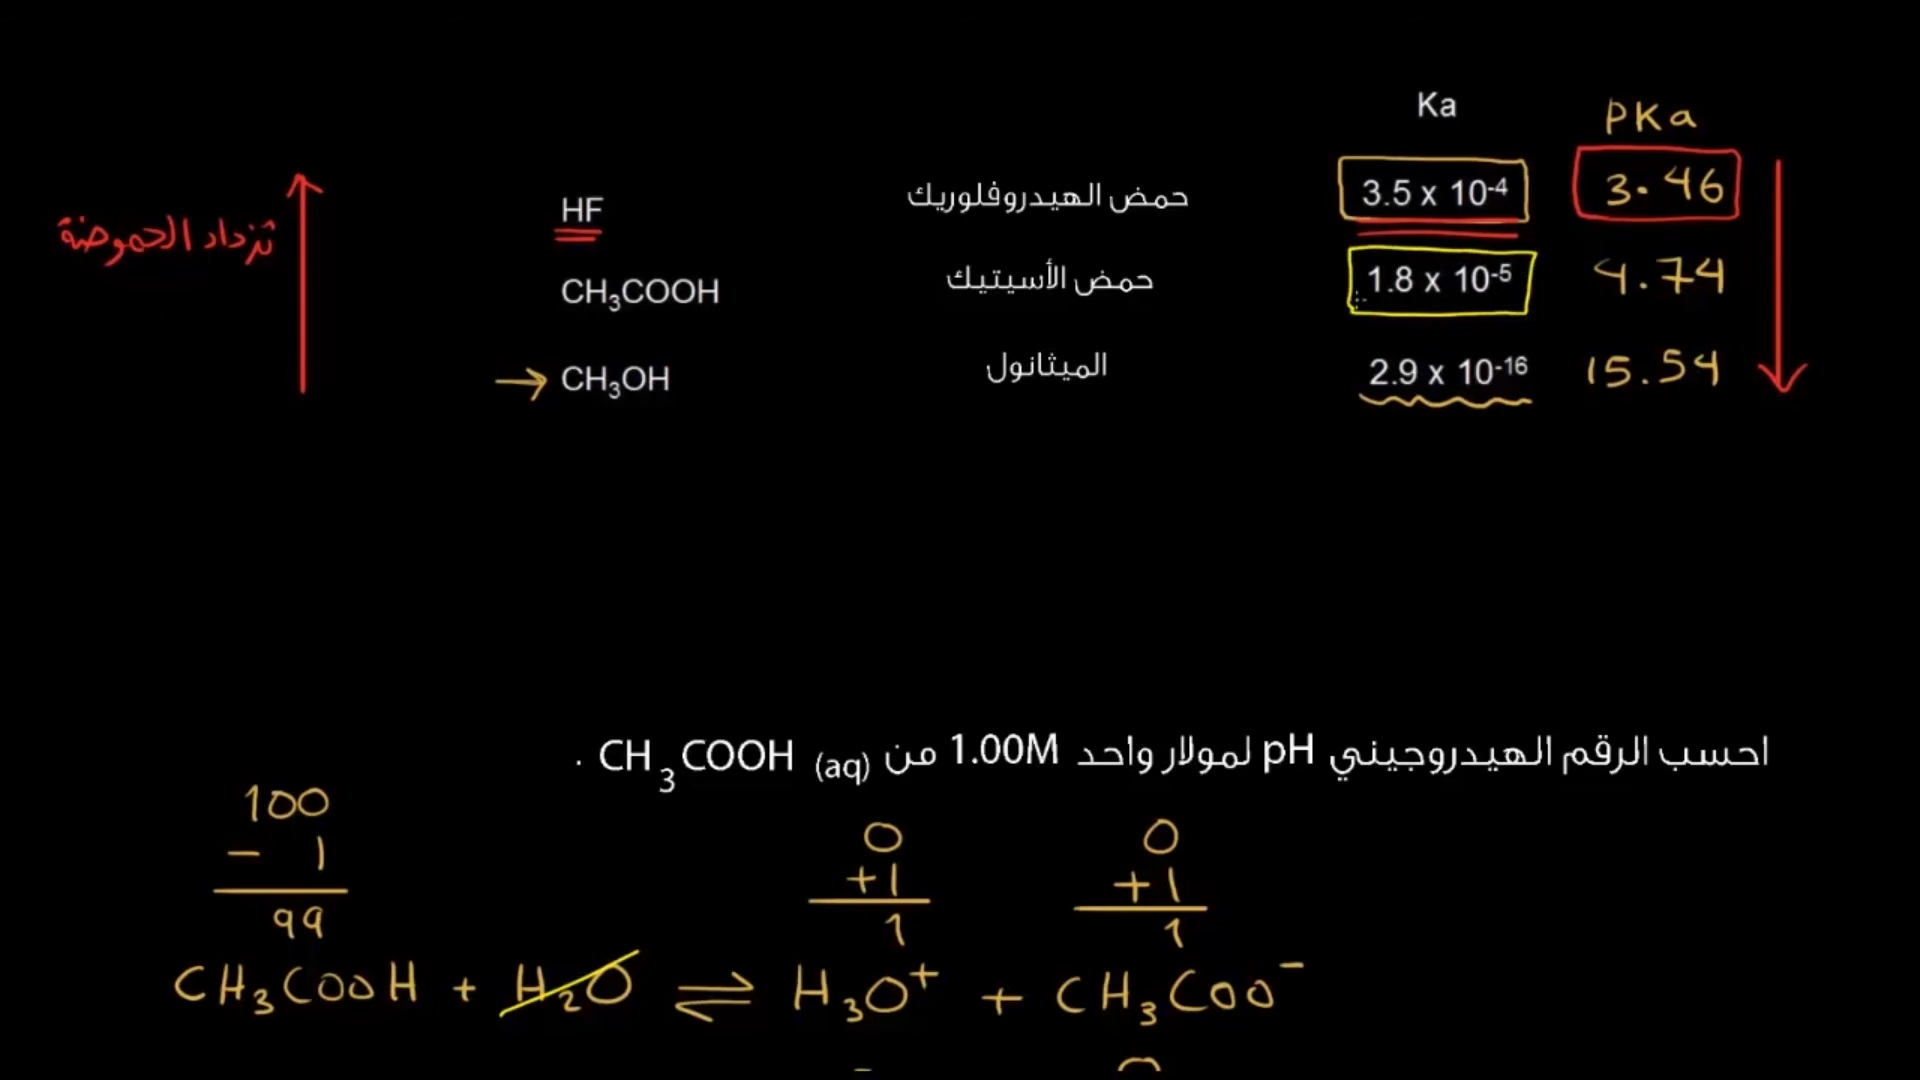 Ka PKa
HF حمض الهيدروفلوريك 3.5 x 10-4 3.46
تزداد الحموضة
CH3COOH حمض الأسيتيك 1.8 x 10-5 4.74
→ CH3OH الميثانول 2.9 x 10-16 15.54
احسب الرقم الهيدروجيني pH لمولار واحد 1.00M من CH3COOH (aq) .
100 0 0
- 1 +1 +1
99 1 1
CH3COOH + H2O ⇌ H3O+ + CH3COO-